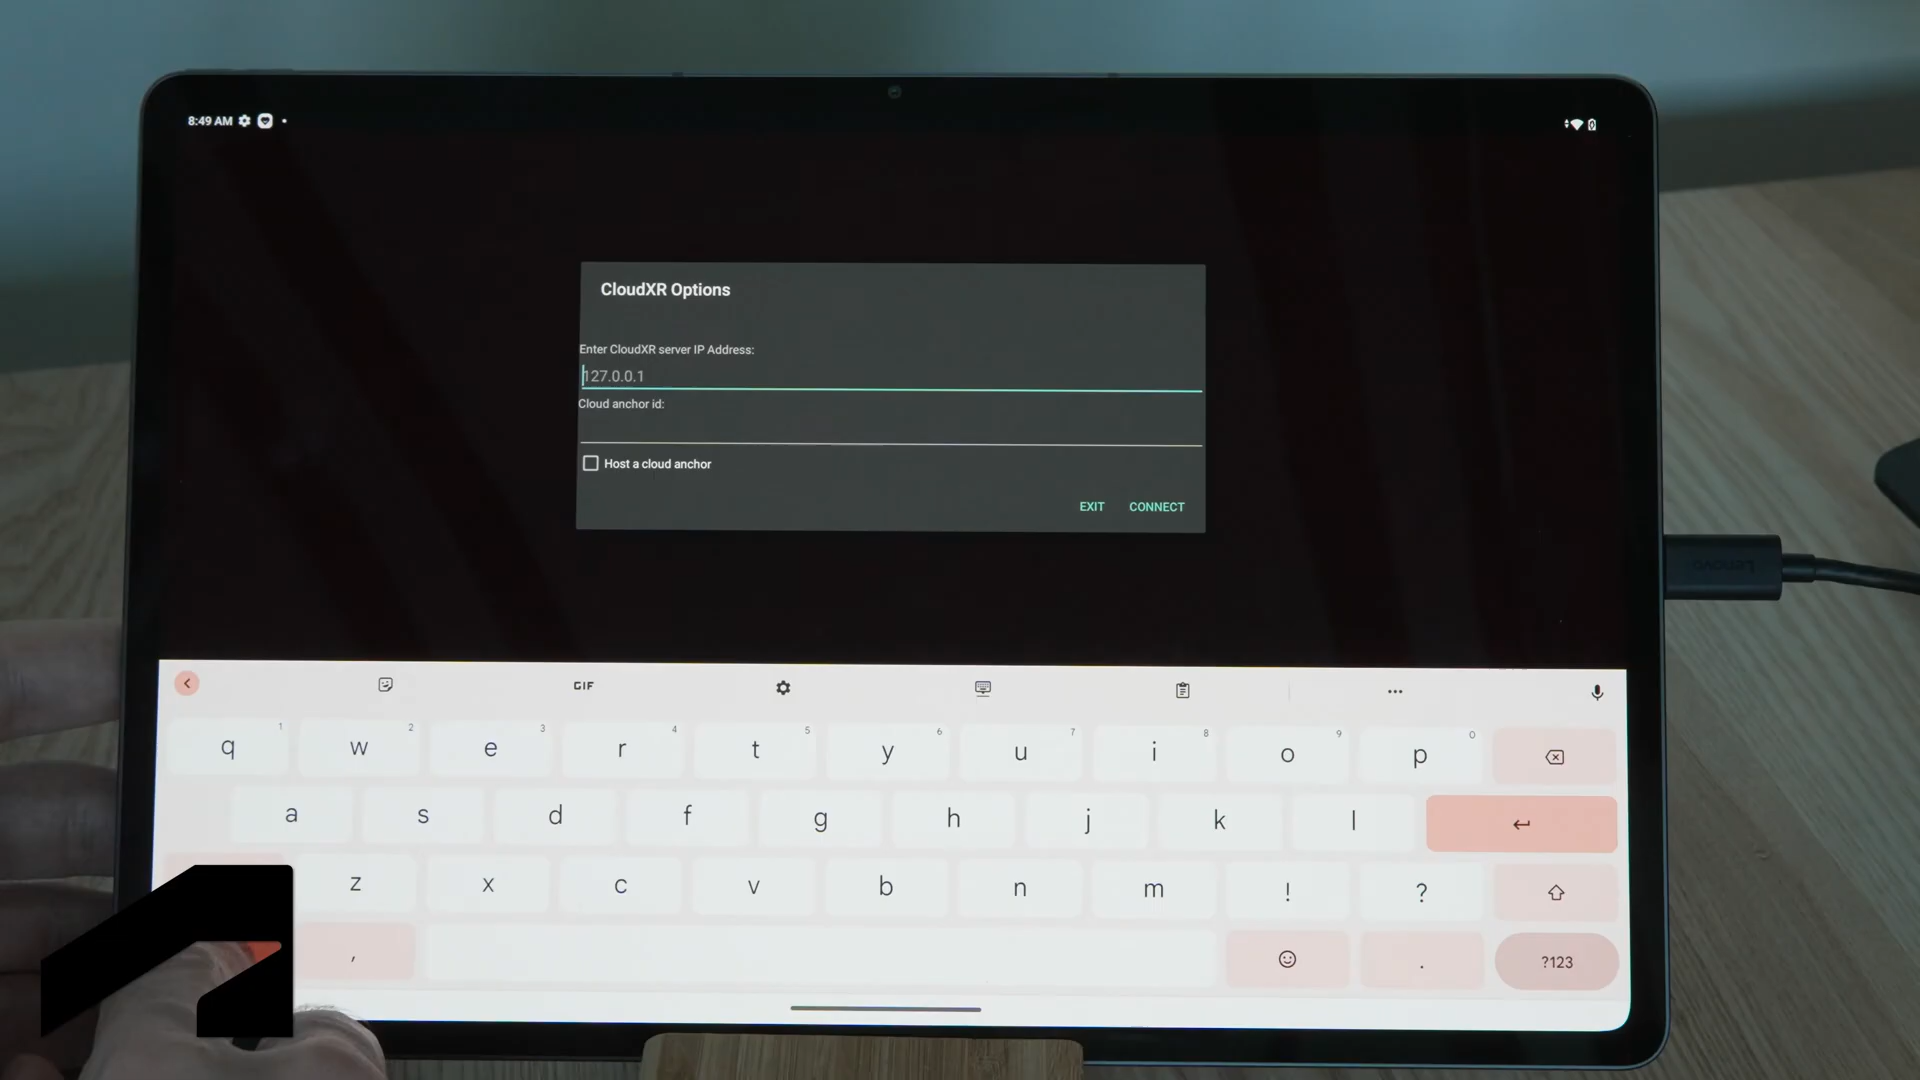 8:49 AM
CloudXR Options
Enter CloudXR server IP Address:
127.0.0.1
Cloud anchor id:
Host a cloud anchor
EXIT CONNECT
GIF
q 1 w 2 e 3 r 4 t 5 y 6 u 7 i 8 o 9 p 0
a s d f g h j k l
z x c v b n m ! ?
, . ?123
Lenovo